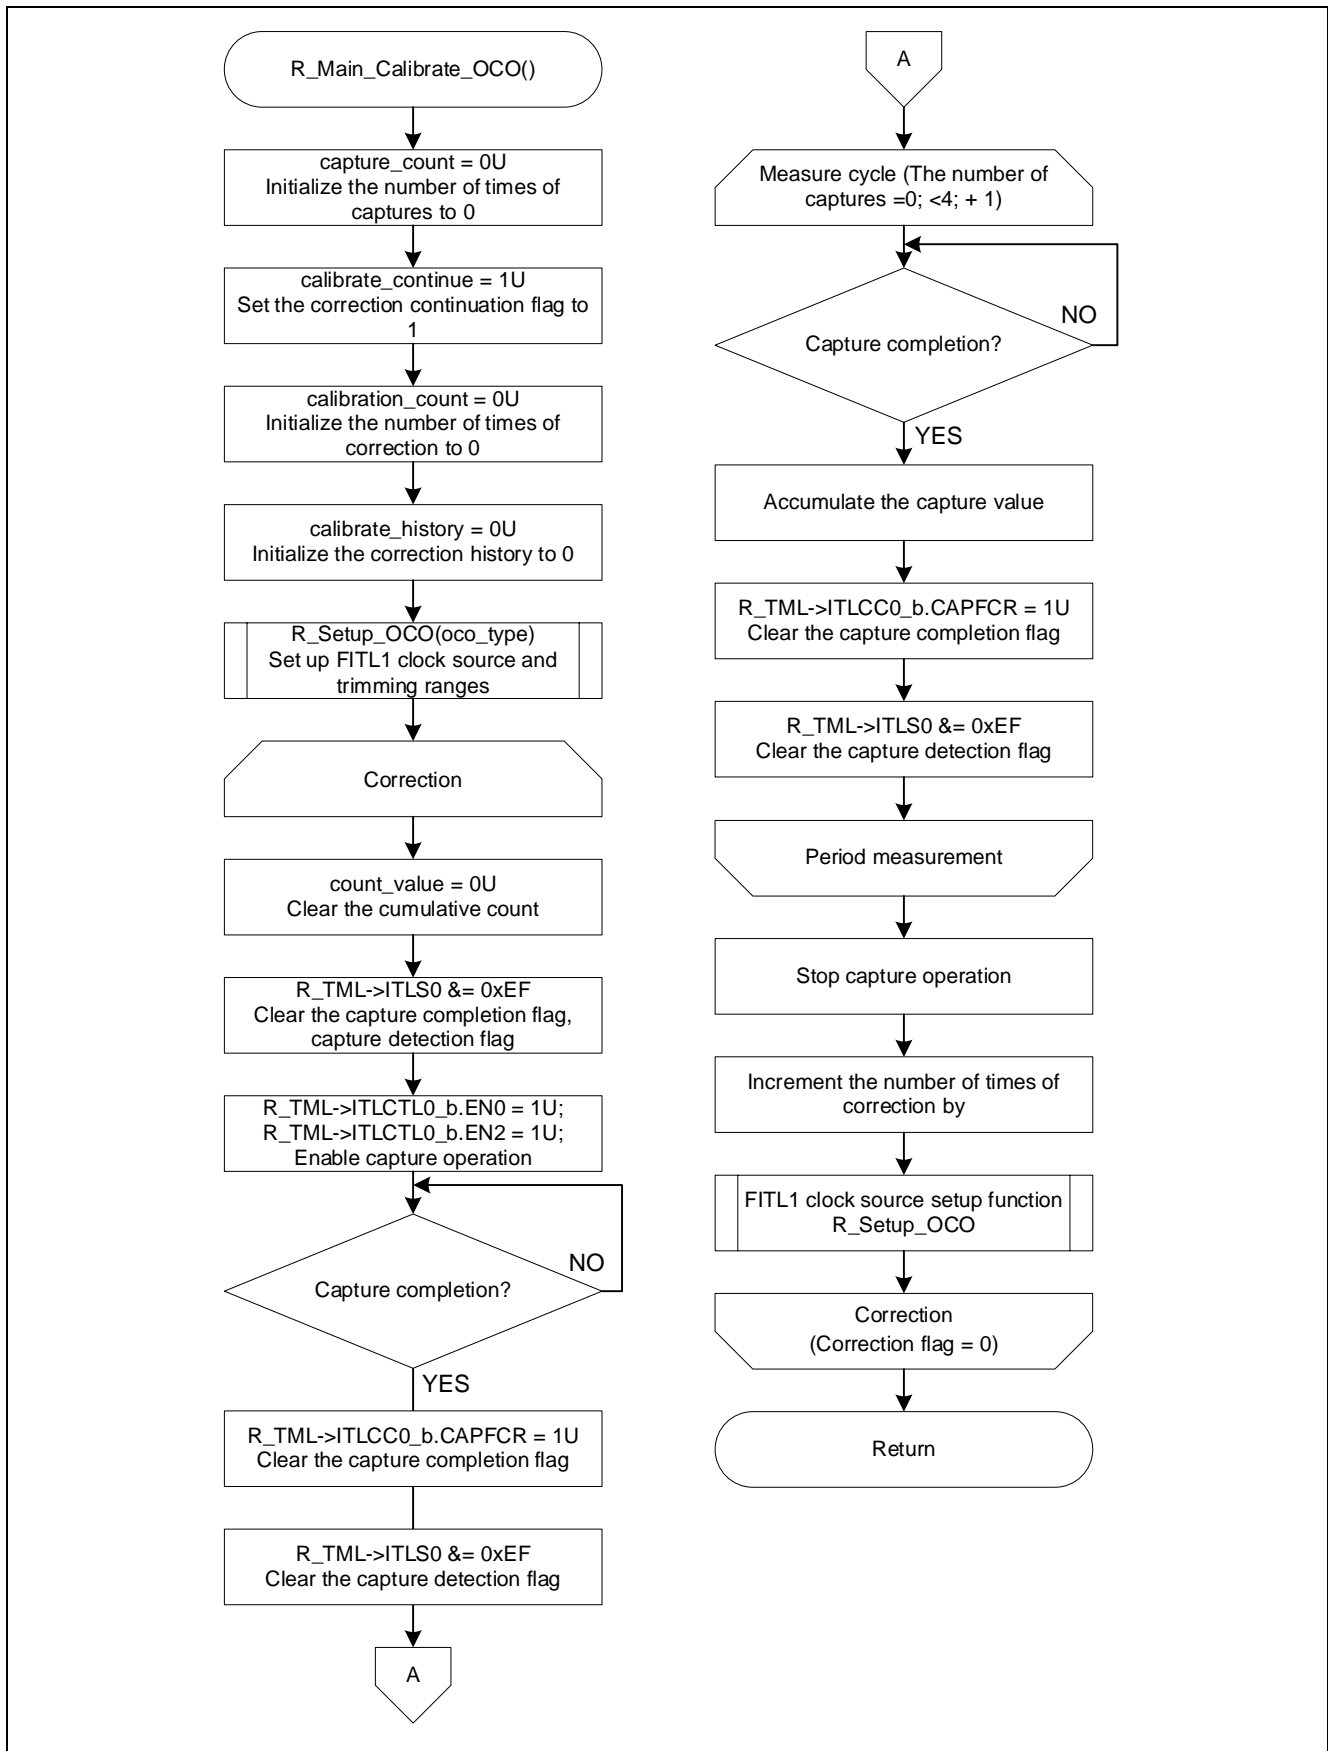 R_Main_Calibrate_OCO()
capture_count = 0U
Initialize the number of times of
captures to 0
calibrate_continue = 1U
Set the correction continuation flag to
1
calibration_count = 0U
Initialize the number of times of
correction to 0
calibrate_history = 0U
Initialize the correction history to 0
R_Setup_OCO(oco_type)
Set up FITL1 clock source and
trimming ranges
Correction
count_value = 0U
Clear the cumulative count
R_TML->ITLS0 &= 0xEF
Clear the capture completion flag,
capture detection flag
R_TML->ITLCTL0_b.EN0 = 1U;
R_TML->ITLCTL0_b.EN2 = 1U;
Enable capture operation
NO
Capture completion?
YES
R_TML->ITLCC0_b.CAPFCR = 1U
Clear the capture completion flag
R_TML->ITLS0 &= 0xEF
Clear the capture detection flag
A
A
Measure cycle (The number of
captures =0; <4; + 1)
NO
Capture completion?
YES
Accumulate the capture value
R_TML->ITLCC0_b.CAPFCR = 1U
Clear the capture completion flag
R_TML->ITLS0 &= 0xEF
Clear the capture detection flag
Period measurement
Stop capture operation
Increment the number of times of
correction by
FITL1 clock source setup function
R_Setup_OCO
Correction
(Correction flag = 0)
Return